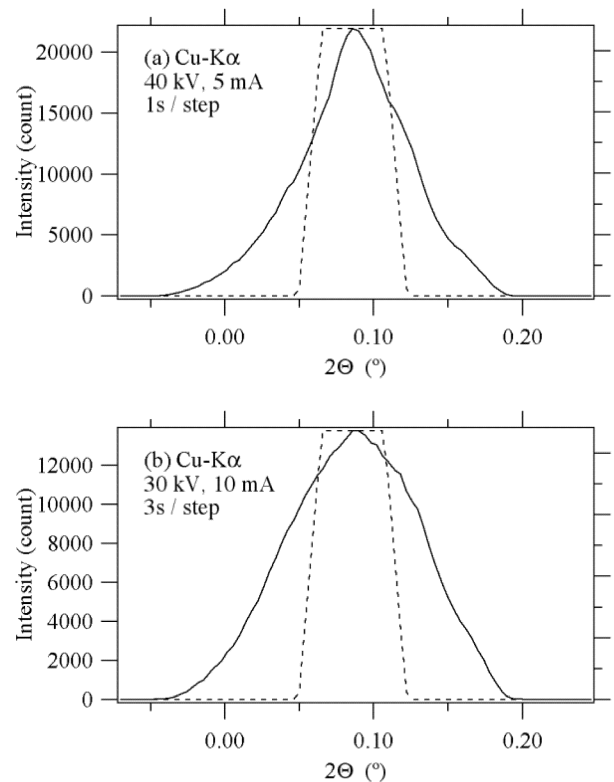 20000
15000
10000
5000
0
Intensity (count)
(a) Cu-Kα
40 kV, 5 mA
1s / step
0.00 0.10 0.20
2Θ (°)
12000
10000
8000
6000
4000
2000
0
Intensity (count)
(b) Cu-Kα
30 kV, 10 mA
3s / step
0.00 0.10 0.20
2Θ (°)